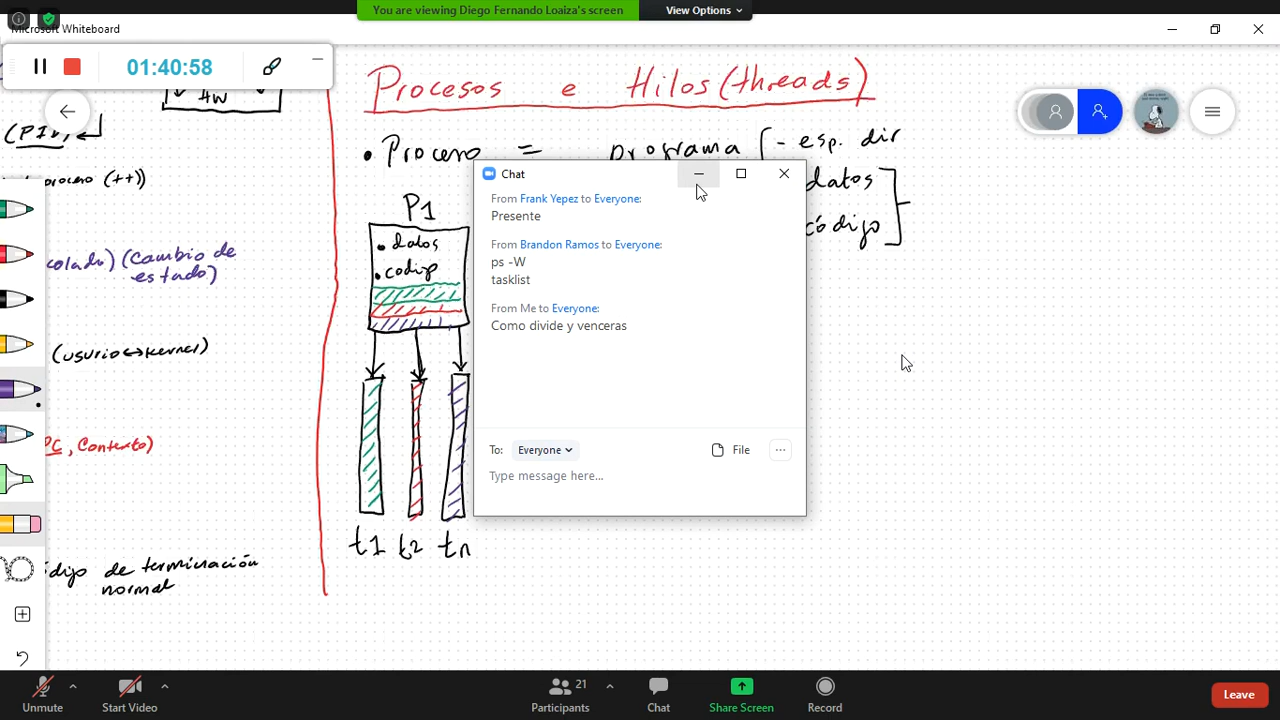 You are viewing Diego Fernando Loaiza's screen
View Options
Microsoft Whiteboard
01:40:58
Procesos e Hilos (threads)
HW
(PID)
• Proceso = programa
- esp. dir
datos
código
proceso (++)
P1
• datos
• codigo
colado) (Cambio de
estado)
(usurio↔kernel)
PC, Contexto)
t1 t2 tn
de terminación
normal
Chat
From Frank Yepez to Everyone:
Presente
From Brandon Ramos to Everyone:
ps -W
tasklist
From Me to Everyone:
Como divide y venceras
To: Everyone
File
...
Type message here...
Unmute
Start Video
21
Participants
Chat
Share Screen
Record
Leave